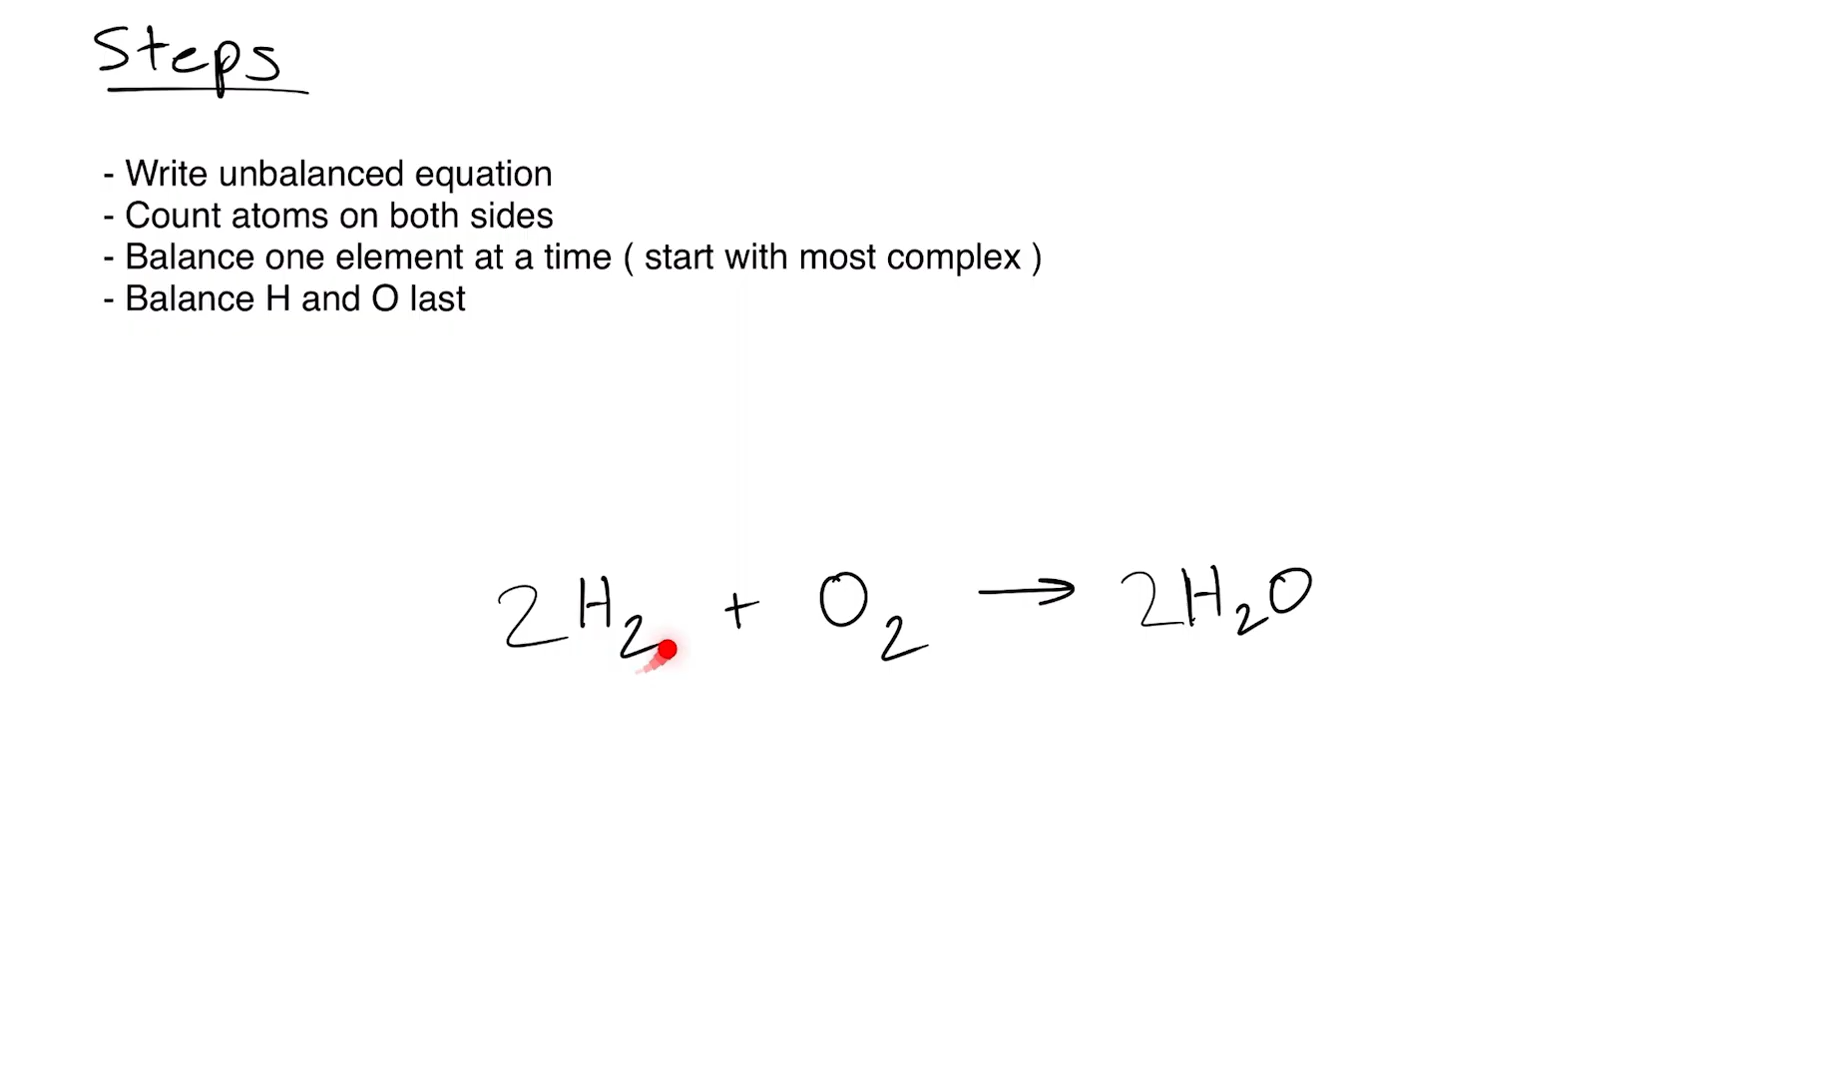 Steps
- Write unbalanced equation
- Count atoms on both sides
- Balance one element at a time ( start with most complex )
- Balance H and O last
2H₂ + O₂ → 2H₂O